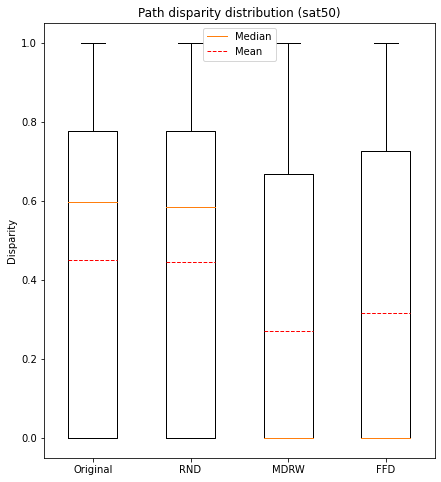 Path disparity distribution (sat50)
Median
Mean
1.0
0.8
0.6
0.4
0.2
0.0
Disparity
Original
RND
MDRW
FFD